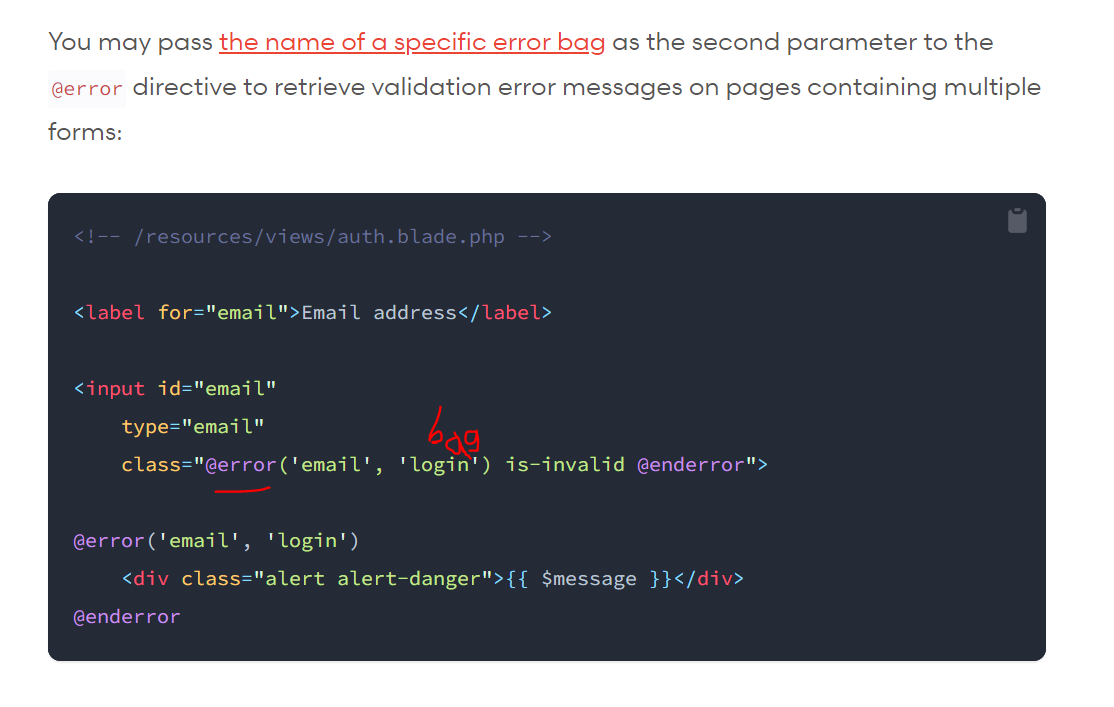 You may pass the name of a specific error bag as the second parameter to the
@error directive to retrieve validation error messages on pages containing multiple
forms:
<!-- /resources/views/auth.blade.php -->
<label for="email">Email address</label>
<input id="email"
type="email"
bag
class="@error('email', 'login') is-invalid @enderror">
@error('email', 'login')
<div class="alert alert-danger">{{ $message }}</div>
@enderror